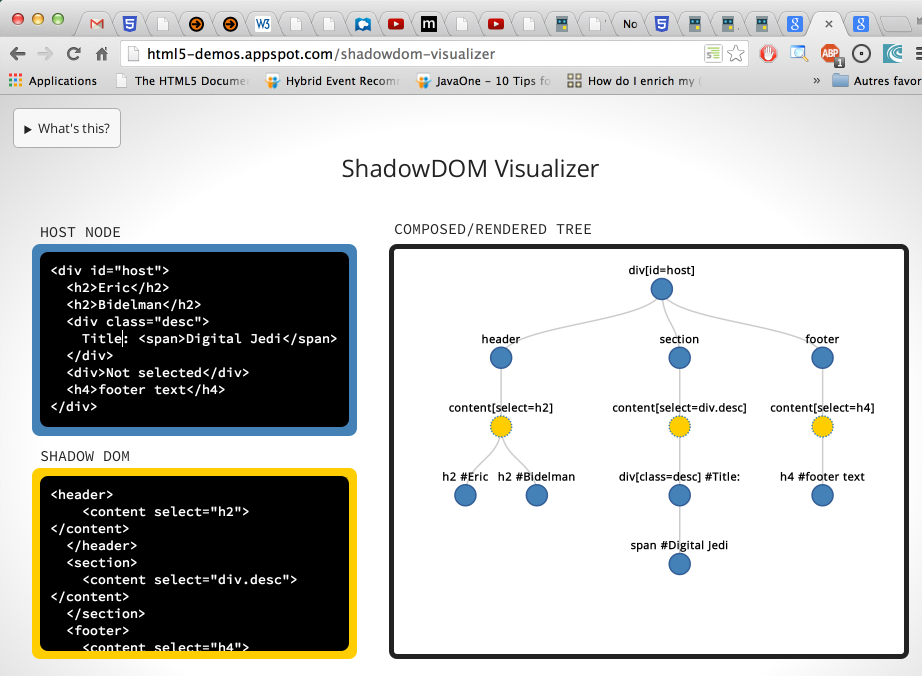 No
html5-demos.appspot.com/shadowdom-visualizer
ABP
1
Applications
The HTML5 Docume
Hybrid Event Recom
JavaOne - 10 Tips fo
How do I enrich my
»
Autres favor
▶ What's this?
ShadowDOM Visualizer
HOST NODE
<div id="host">
<h2>Eric</h2>
<h2>Bidelman</h2>
<div class="desc">
Title: <span>Digital Jedi</span>
</div>
<div>Not selected</div>
<h4>footer text</h4>
</div>
SHADOW DOM
<header>
<content select="h2">
</content>
</header>
<section>
<content select="div.desc">
</content>
</section>
<footer>
<content select="h4">
COMPOSED/RENDERED TREE
div[id=host]
header
section
footer
content[select=h2]
content[select=div.desc]
content[select=h4]
h2 #Eric
h2 #Bidelman
div[class=desc] #Title:
h4 #footer text
span #Digital Jedi